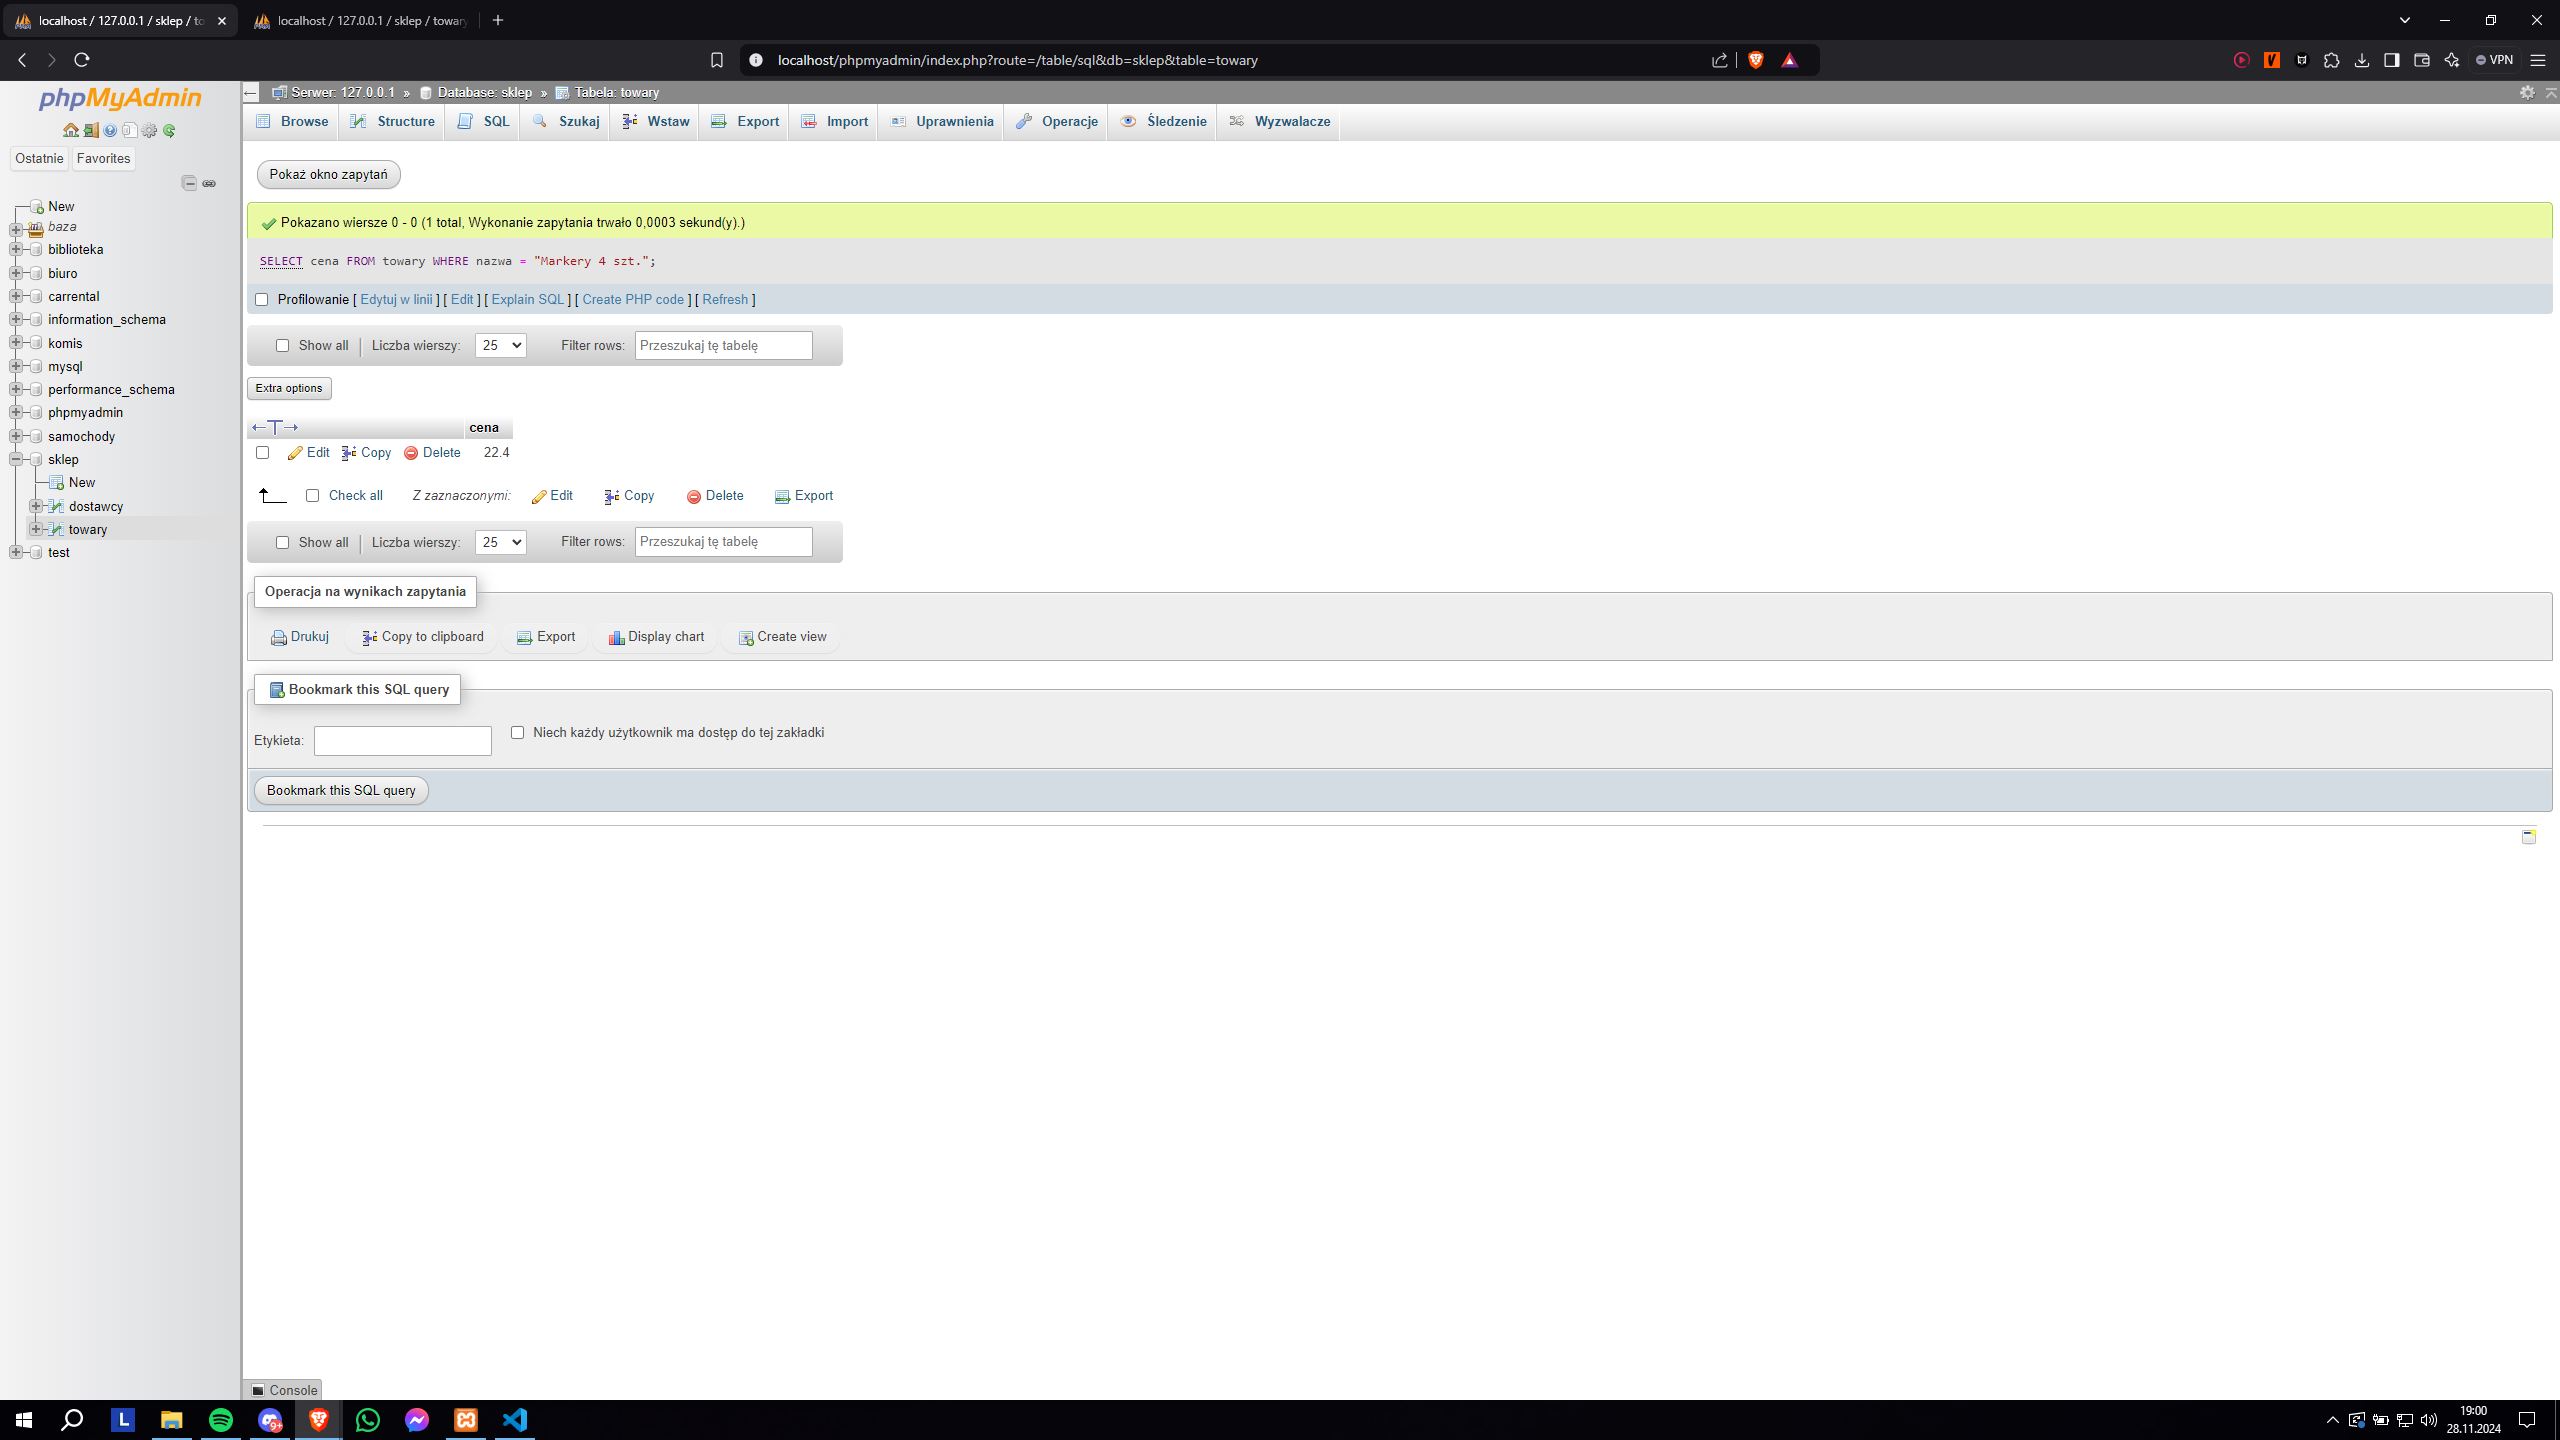 localhost / 127.0.0.1 / sklep / to
localhost / 127.0.0.1 / sklep / towary
localhost/phpmyadmin/index.php?route=/table/sql&db=sklep&table=towary
VPN
phpMyAdmin
Ostatnie Favorites
New
baza
biblioteka
biuro
carrental
information_schema
komis
mysql
performance_schema
phpmyadmin
samochody
sklep
New
dostawcy
towary
test
Serwer: 127.0.0.1 » Database: sklep » Tabela: towary
Browse Structure SQL Szukaj Wstaw Export Import Uprawnienia Operacje Śledzenie Wyzwalacze
Pokaż okno zapytań
Pokazano wiersze 0 - 0 (1 total, Wykonanie zapytania trwało 0,0003 sekund(y).)
SELECT cena FROM towary WHERE nazwa = "Markery 4 szt.";
Profilowanie [ Edytuj w linii ] [ Edit ] [ Explain SQL ] [ Create PHP code ] [ Refresh ]
Show all | Liczba wierszy: 25 Filter rows: Przeszukaj tę tabelę
Extra options
←T→ cena
Edit Copy Delete 22.4
Check all Z zaznaczonymi: Edit Copy Delete Export
Show all | Liczba wierszy: 25 Filter rows: Przeszukaj tę tabelę
Operacja na wynikach zapytania
Drukuj Copy to clipboard Export Display chart Create view
Bookmark this SQL query
Etykieta: Niech każdy użytkownik ma dostęp do tej zakładki
Bookmark this SQL query
Console
L
9+
19:00
28.11.2024